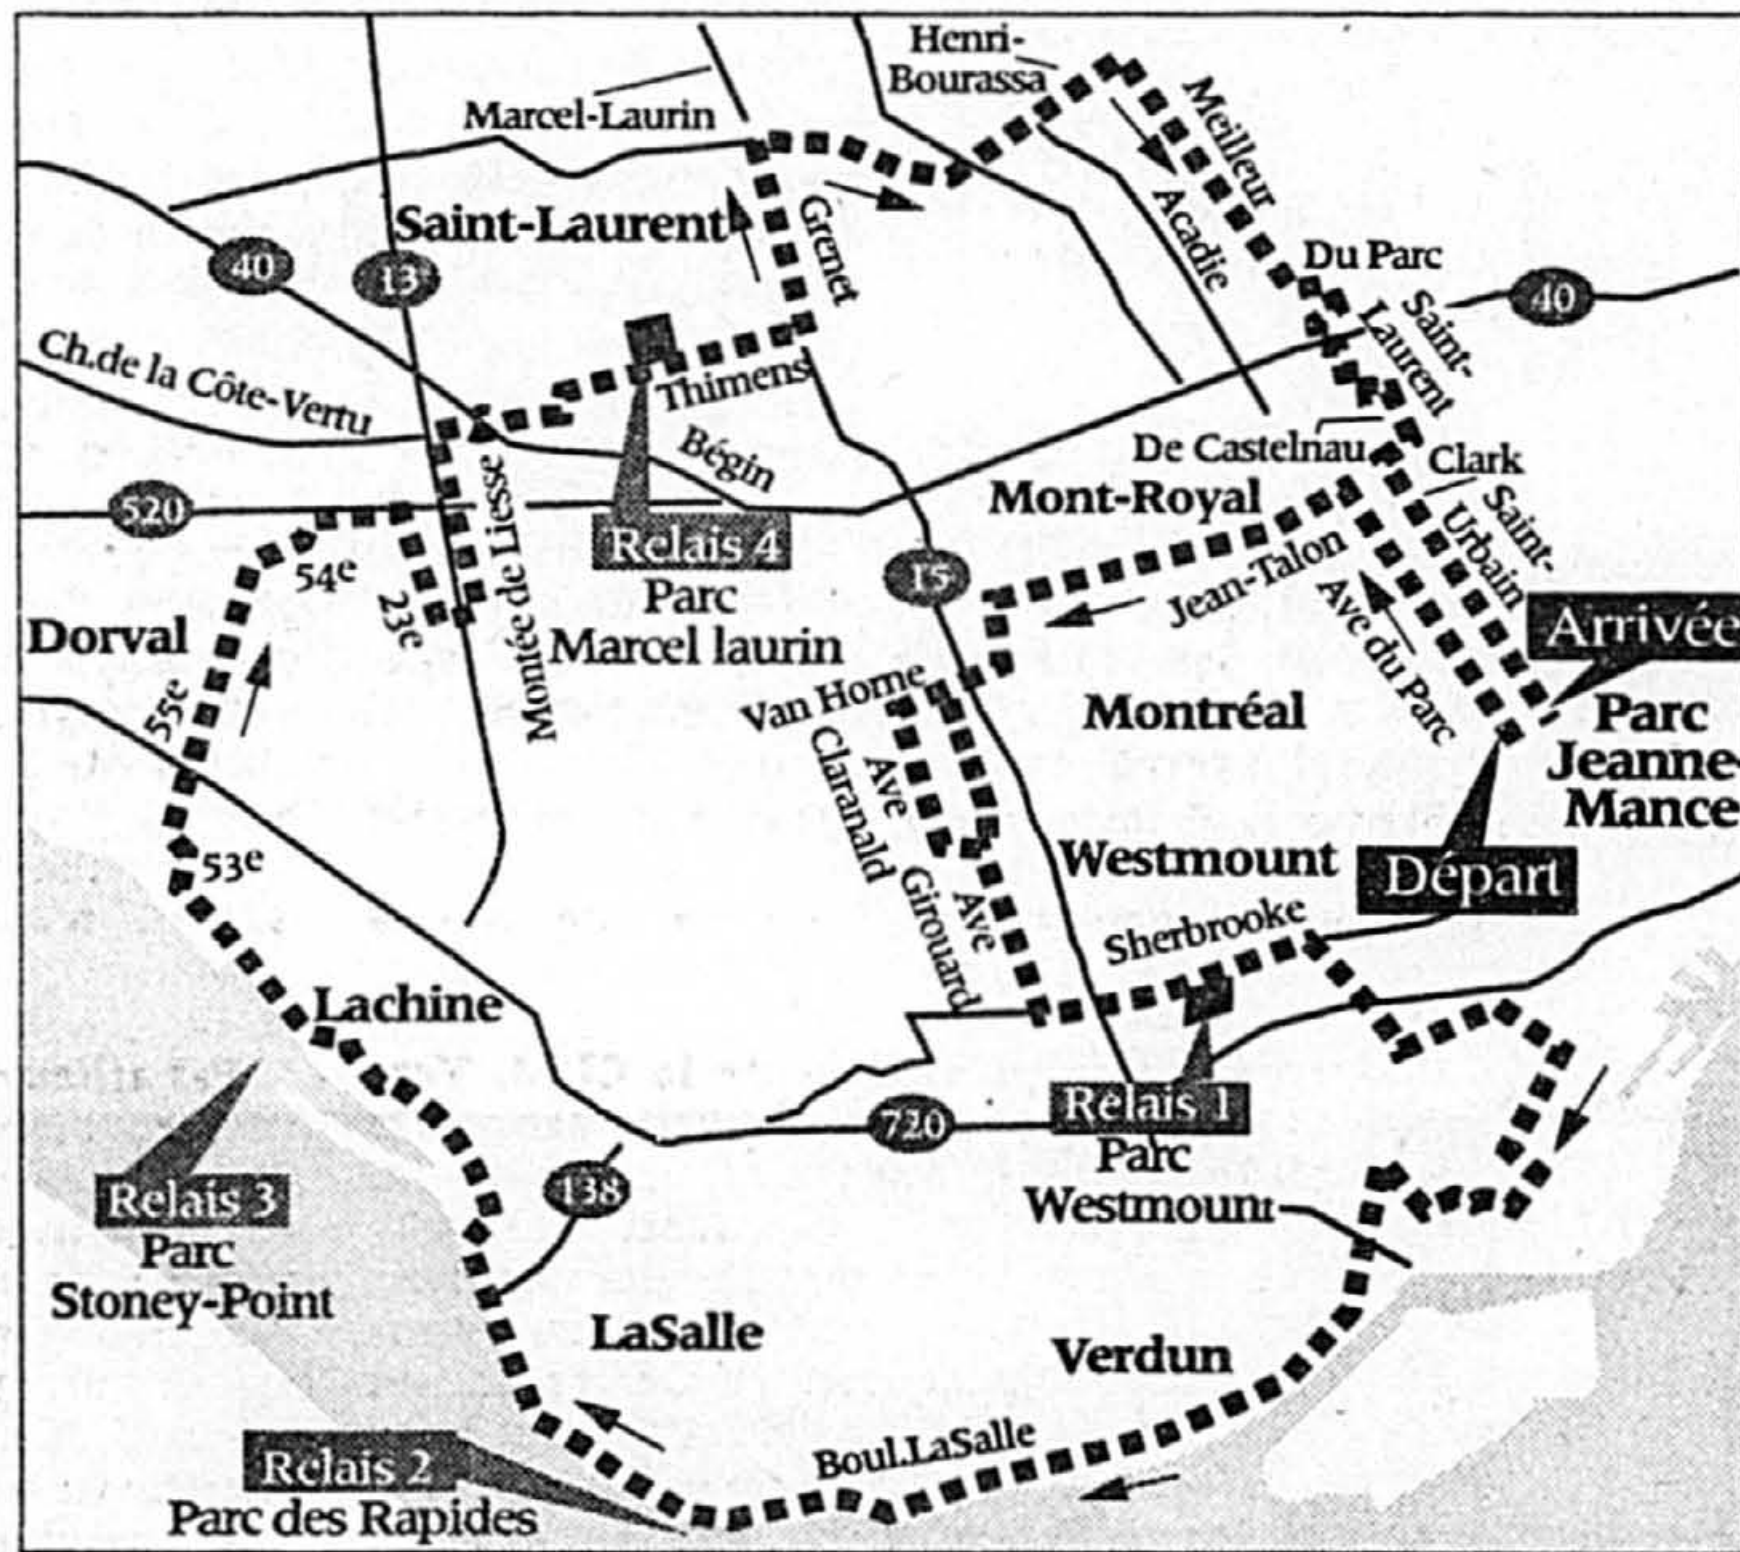 Henri-
Bourassa
Meilleur
Marcel-Laurin
Saint-Laurent
Grenet
Acadie
Du Parc
40
13
40
Saint-
Laurent
Ch.de la Côte-Vertu
Thimens
Bégin
De Castelnau
Clark
Mont-Royal
Saint-
Urbain
520
Montée de Liesse
Relais 4
Parc
Marcel laurin
54e
23e
15
Jean-Talon
Ave du Parc
Arrivée
Parc
Jeanne-
Mance
Dorval
55e
Van Horne
Montréal
Ave
Claranald
Ave
Girouard
Westmount
Départ
53e
Sherbrooke
Lachine
Relais 1
Parc
Westmount
720
138
Relais 3
Parc
Stoney-Point
LaSalle
Verdun
Boul.LaSalle
Relais 2
Parc des Rapides